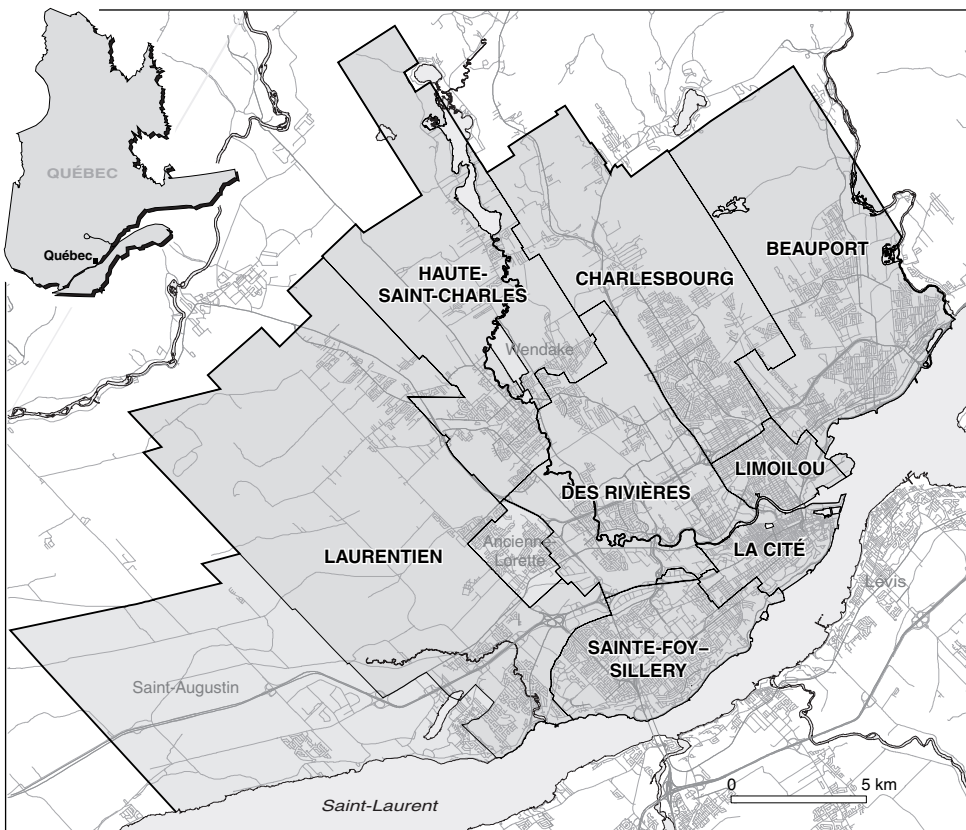 QUÉBEC
Québec
BEAUPORT
HAUTE-
SAINT-CHARLES
CHARLESBOURG
Wendake
LIMOILOU
DES RIVIÈRES
Ancienne-
Lorette
LA CITÉ
LAURENTIEN
Lévis
SAINTE-FOY–
SILLERY
Saint-Augustin
0 5 km
Saint-Laurent